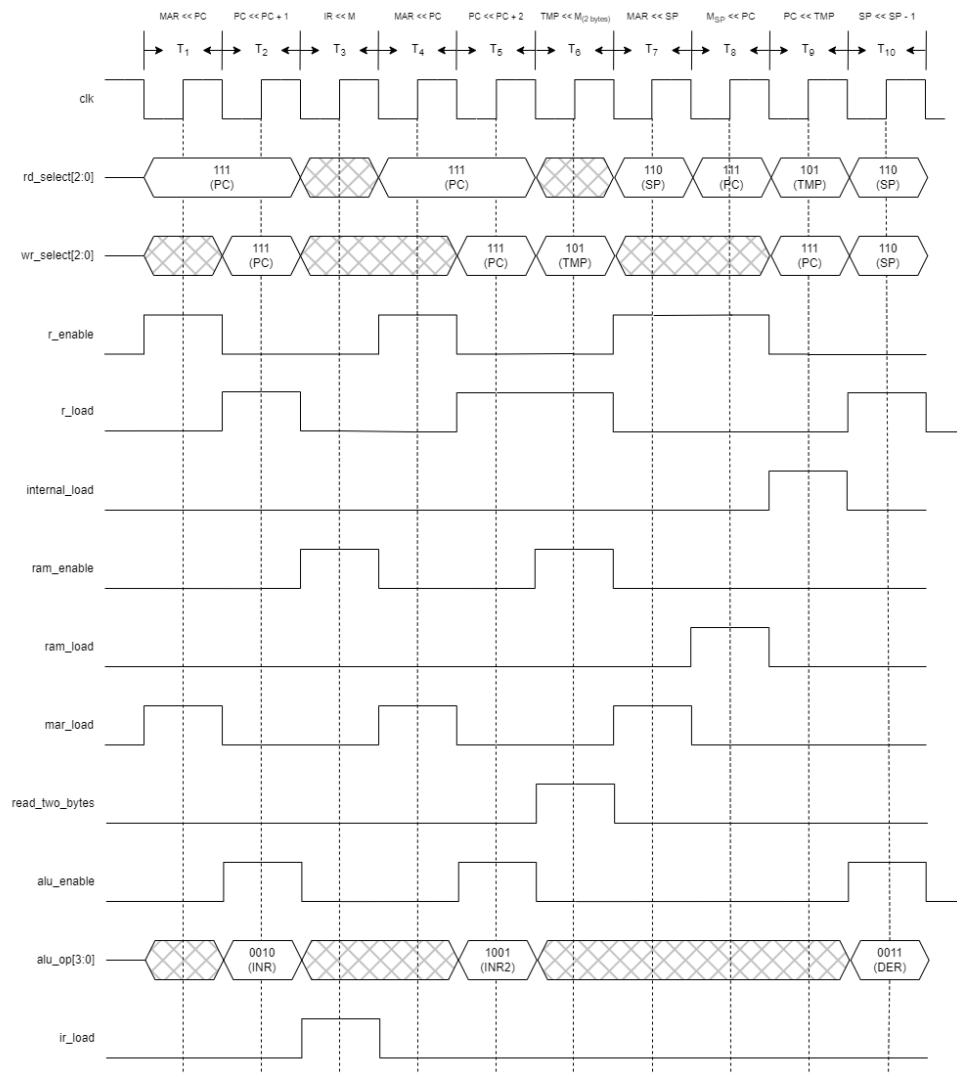 MAR << PC PC << PC + 1 IR << M MAR << PC PC << PC + 2 TMP << M(2 bytes) MAR << SP MSP << PC PC << TMP SP << SP - 1
T1 T2 T3 T4 T5 T6 T7 T8 T9 T10
clk
rd_select[2:0] 111 111 110 111 101 110
(PC) (PC) (SP) (PC) (TMP) (SP)
wr_select[2:0] 111 111 101 111 110
(PC) (PC) (TMP) (PC) (SP)
r_enable
r_load
internal_load
ram_enable
ram_load
mar_load
read_two_bytes
alu_enable
alu_op[3:0] 0010 1001 0011
(INR) (INR2) (DER)
ir_load